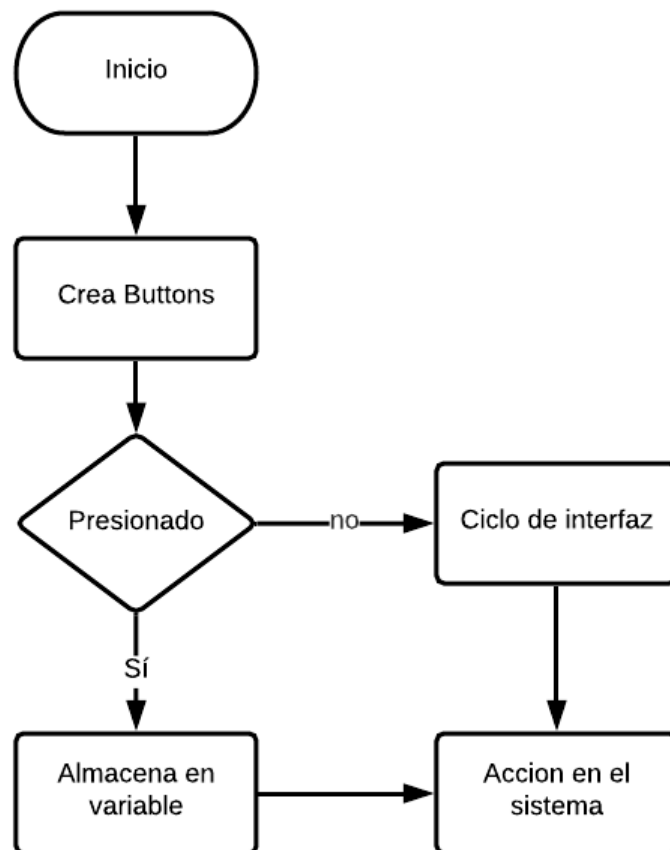 Inicio
Crea Buttons
Presionado
no
Ciclo de interfaz
Sí
Almacena en
variable
Accion en el
sistema